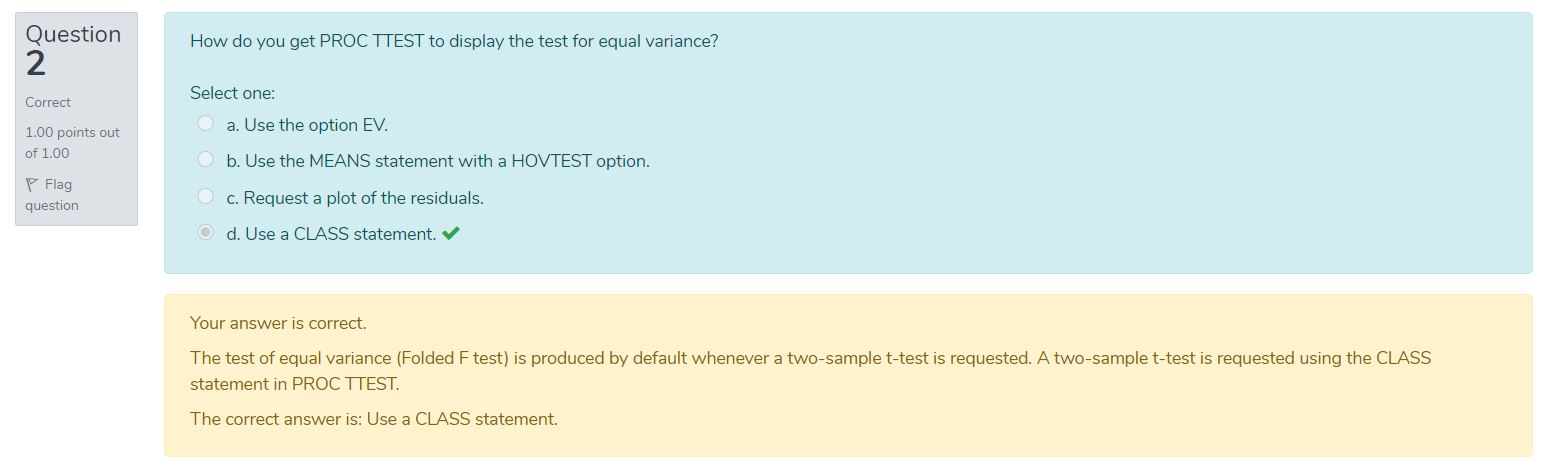 Question
2
Correct
1.00 points out
of 1.00
Flag
question
How do you get PROC TTEST to display the test for equal variance?
Select one:
a. Use the option EV.
b. Use the MEANS statement with a HOVTEST option.
c. Request a plot of the residuals.
d. Use a CLASS statement.
Your answer is correct.
The test of equal variance (Folded F test) is produced by default whenever a two-sample t-test is requested. A two-sample t-test is requested using the CLASS
statement in PROC TTEST.
The correct answer is: Use a CLASS statement.